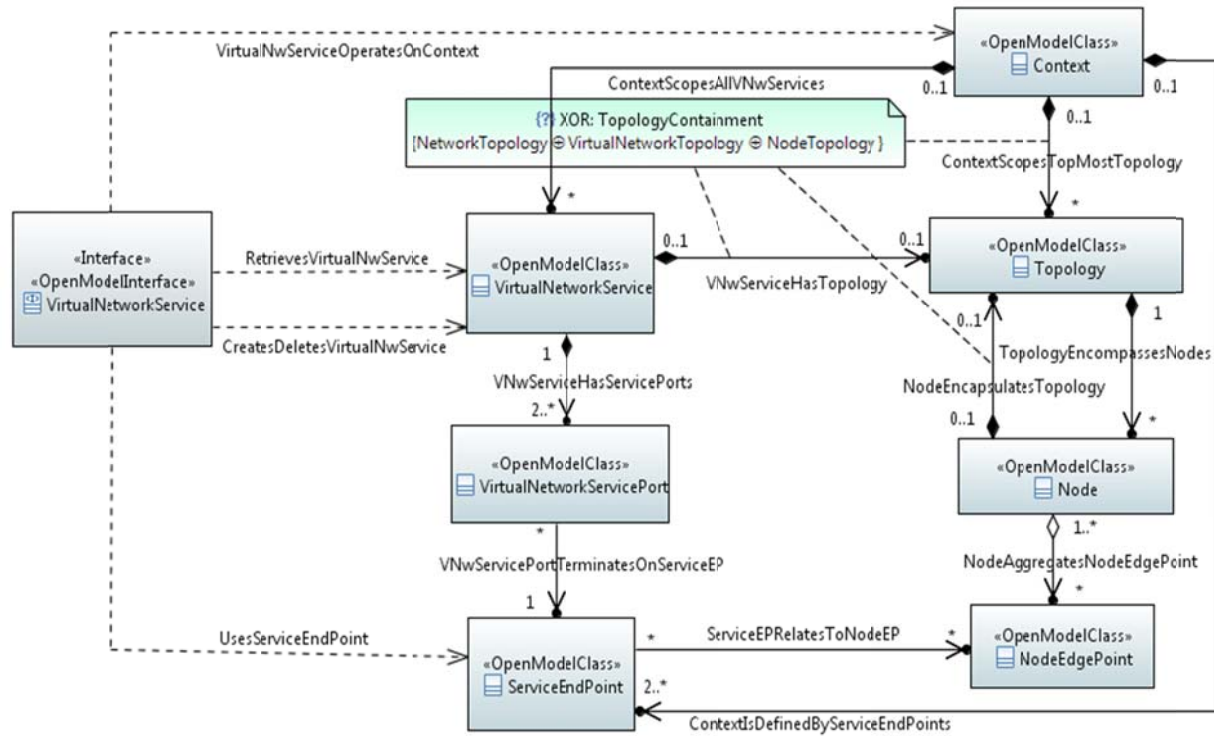 «OpenModelClass»
Context
VirtualNwServiceOperatesOnContext
ContextScopesAllVNwServices
0..1
0..1
0..1
{?} XOR: TopologyContainment
{NetworkTopology ⊖ VirtualNetworkTopology ⊖ NodeTopology }
ContextScopesTopMostTopology
*
*
«Interface»
«OpenModelInterface»
VirtualNetworkService
RetrievesVirtualNwService
CreatesDeletesVirtualNwService
«OpenModelClass»
VirtualNetworkService
0..1
0..1
VNwServiceHasTopology
«OpenModelClass»
Topology
0..1
1
TopologyEncompassesNodes
NodeEncapsulatesTopology
0..1
*
1
VNwServiceHasServicePorts
2..*
«OpenModelClass»
VirtualNetworkServicePort
«OpenModelClass»
Node
*
1..*
VNwServicePortTerminatesOnServiceEP
NodeAggregatesNodeEdgePoint
1
*
UsesServiceEndPoint
«OpenModelClass»
ServiceEndPoint
*
ServiceEPRelatesToNodeEP
*
«OpenModelClass»
NodeEdgePoint
2..*
ContextIsDefinedByServiceEndPoints